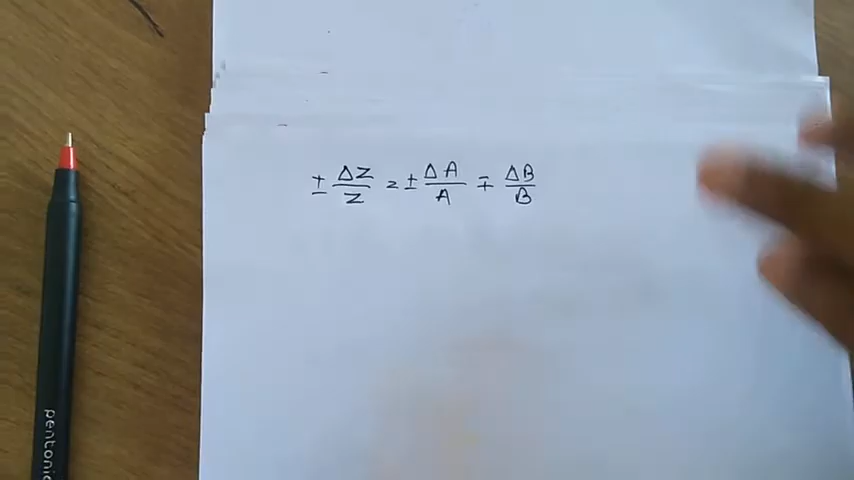 ± ΔZ/Z = ± ΔA/A ∓ ΔB/B
pentonic